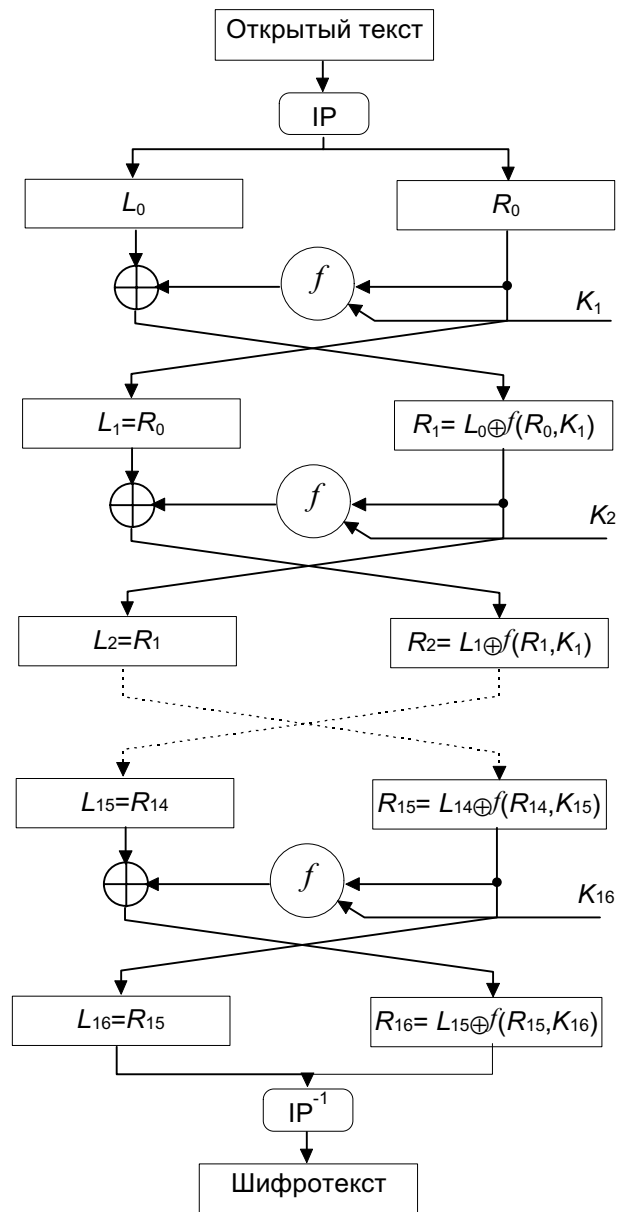 Открытый текст
IP
L₀
R₀
f
K₁
L₁=R₀
R₁= L₀⊕f(R₀,K₁)
f
K₂
L₂=R₁
R₂= L₁⊕f(R₁,K₁)
L₁₅=R₁₄
R₁₅= L₁₄⊕f(R₁₄,K₁₅)
f
K₁₆
L₁₆=R₁₅
R₁₆= L₁₅⊕f(R₁₅,K₁₆)
IP⁻¹
Шифротекст